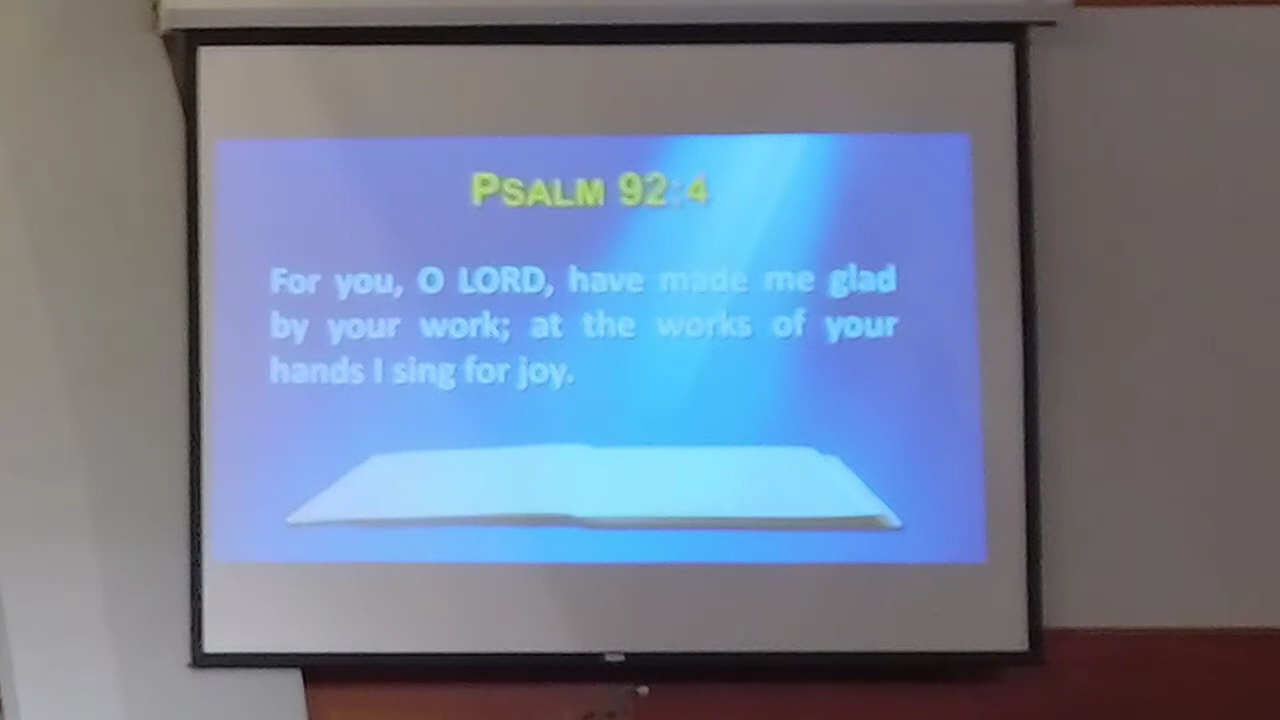 PSALM 92:4
For you, O LORD, have made me glad
by your work; at the works of your
hands I sing for joy.